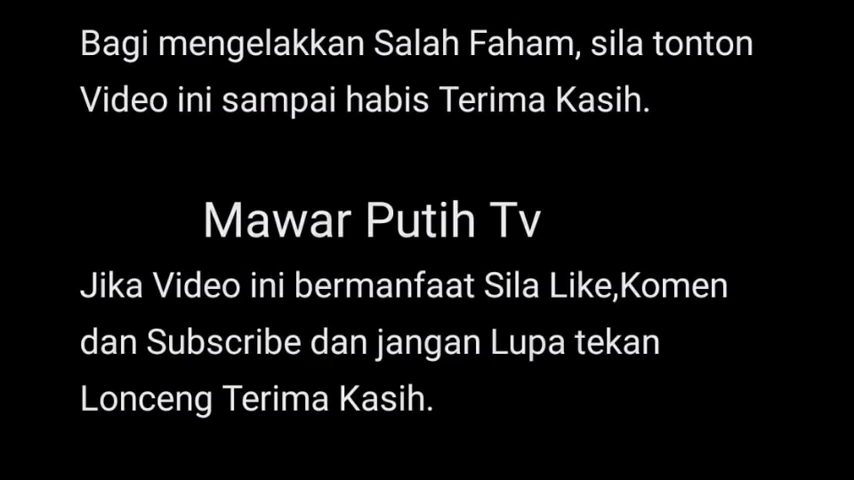 Bagi mengelakkan Salah Faham, sila tonton
Video ini sampai habis Terima Kasih.
Mawar Putih Tv
Jika Video ini bermanfaat Sila Like,Komen
dan Subscribe dan jangan Lupa tekan
Lonceng Terima Kasih.